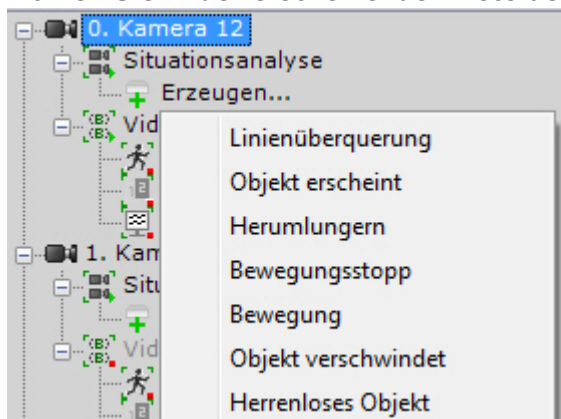 0. Kamera 12
Situationsanalyse
Erzeugen...
Vid
Linienüberquerung
Objekt erscheint
Herumlungern
1. Kam
Bewegungsstopp
Situ
Bewegung
Vid
Objekt verschwindet
Herrenloses Objekt